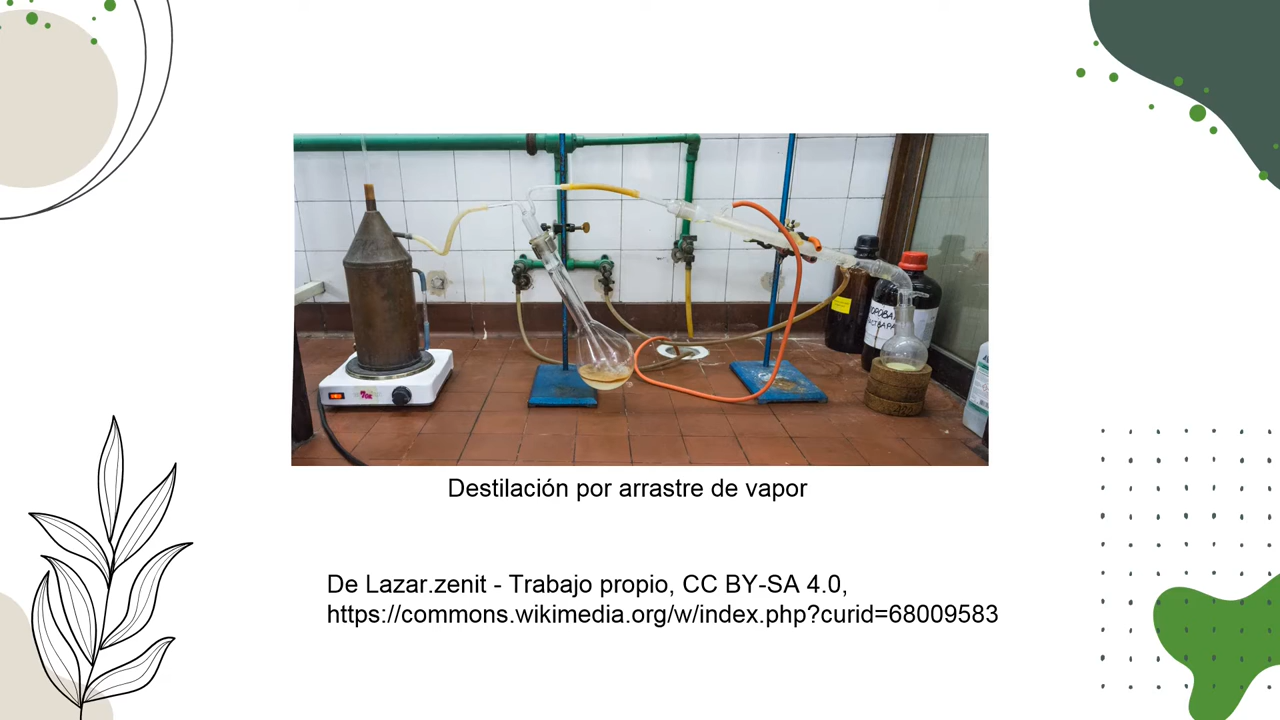 Destilación por arrastre de vapor
De Lazar.zenit - Trabajo propio, CC BY-SA 4.0,
https://commons.wikimedia.org/w/index.php?curid=68009583